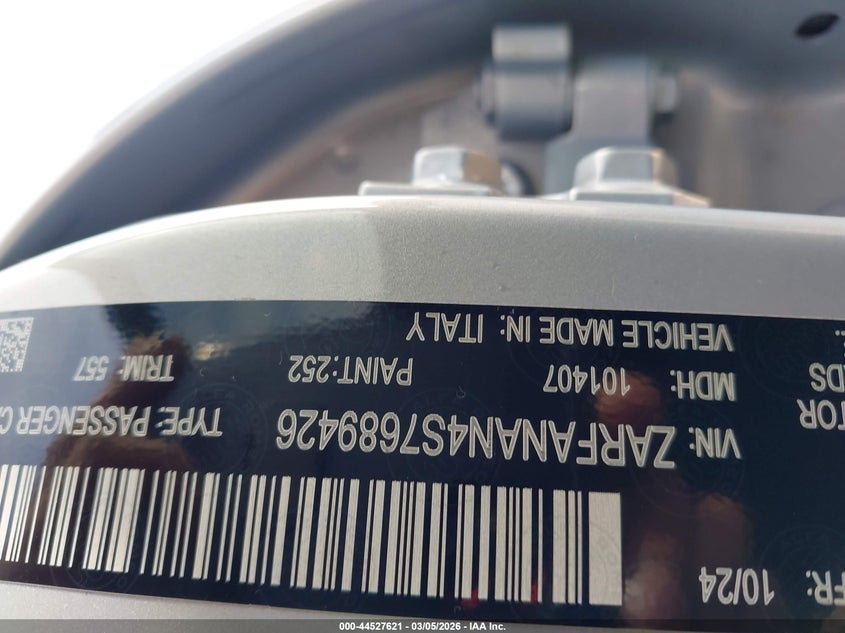 FR: 10/24
VIN: ZARFANAN4S7689426 TYPE: PASSENGER
MDH: 101407 PAINT:252 TRIM: 557
VEHICLE MADE IN: ITALY
000-44527621 | 03/05/2026 - IAA Inc.